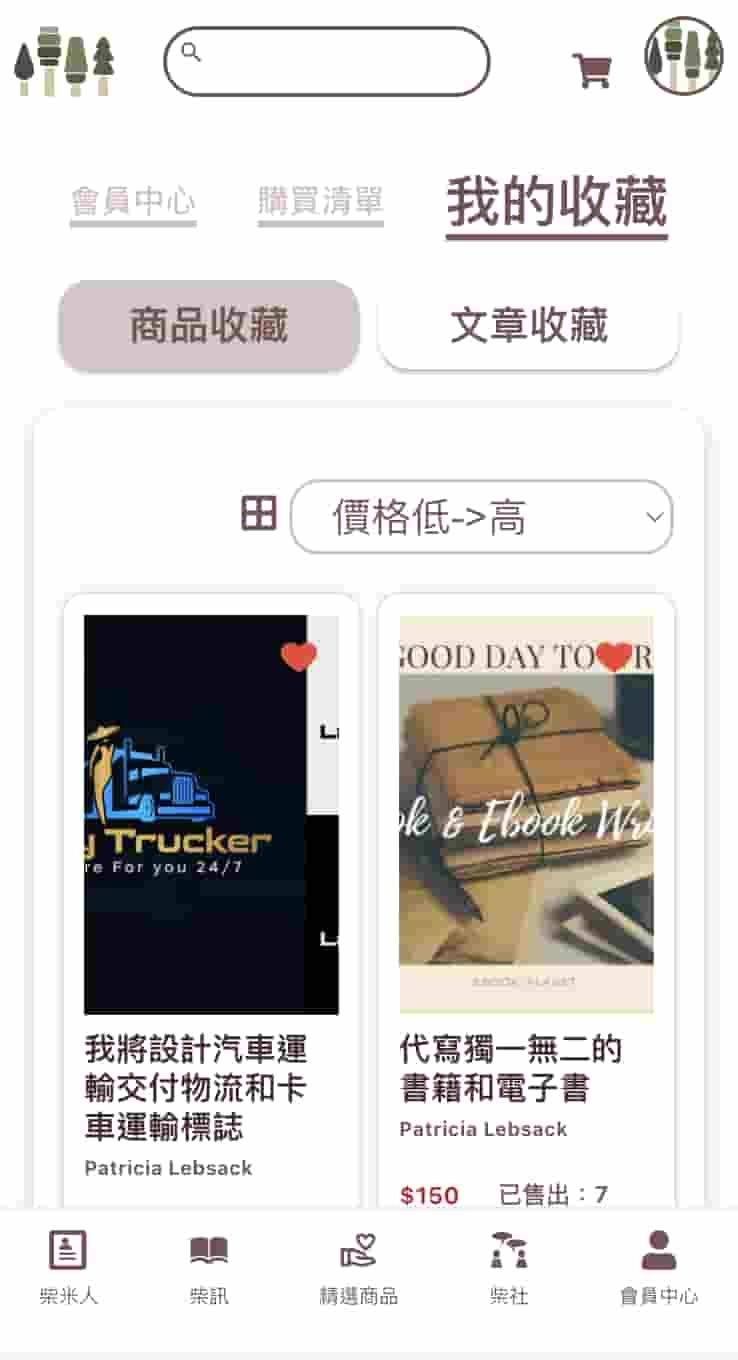 會員中心
購買清單
我的收藏
商品收藏
文章收藏
價格低->高
y Trucker
re For you 24/7
GOOD DAY TO R
ok & Ebook Wri
EBOOK PLANET
我將設計汽車運
輸交付物流和卡
車運輸標誌
Patricia Lebsack
代寫獨一無二的
書籍和電子書
Patricia Lebsack
$150
已售出：7
柴米人
柴訊
精選商品
柴社
會員中心